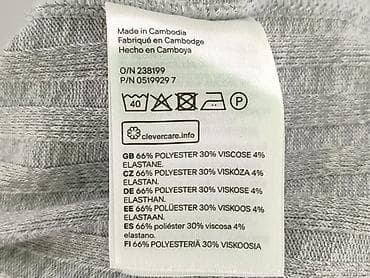 Made in Cambodia
Fabriqué en Cambodge
Hecho en Camboya
O/N 238199
P/N 0519929 7
40 P
clevercare.info
GB 66% POLYESTER 30% VISCOSE 4%
ELASTANE.
CZ 66% POLYESTER 30% VISKÓZA 4%
ELASTAN.
DE 66% POLYESTER 30% VISKOSE 4%
ELASTHAN.
EE 66% POLÜESTER 30% VISKOOS 4%
ELASTAAN.
ES 66% poliéster 30% viscosa 4%
elastano.
FI 66% POLYESTERIÄ 30% VISKOOSIA